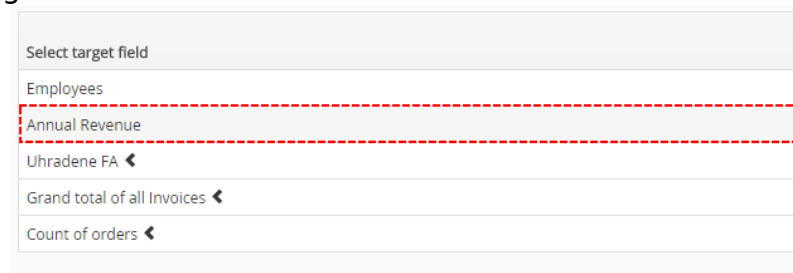 Select target field
Employees
Annual Revenue
Uhradene FA
Grand total of all Invoices
Count of orders